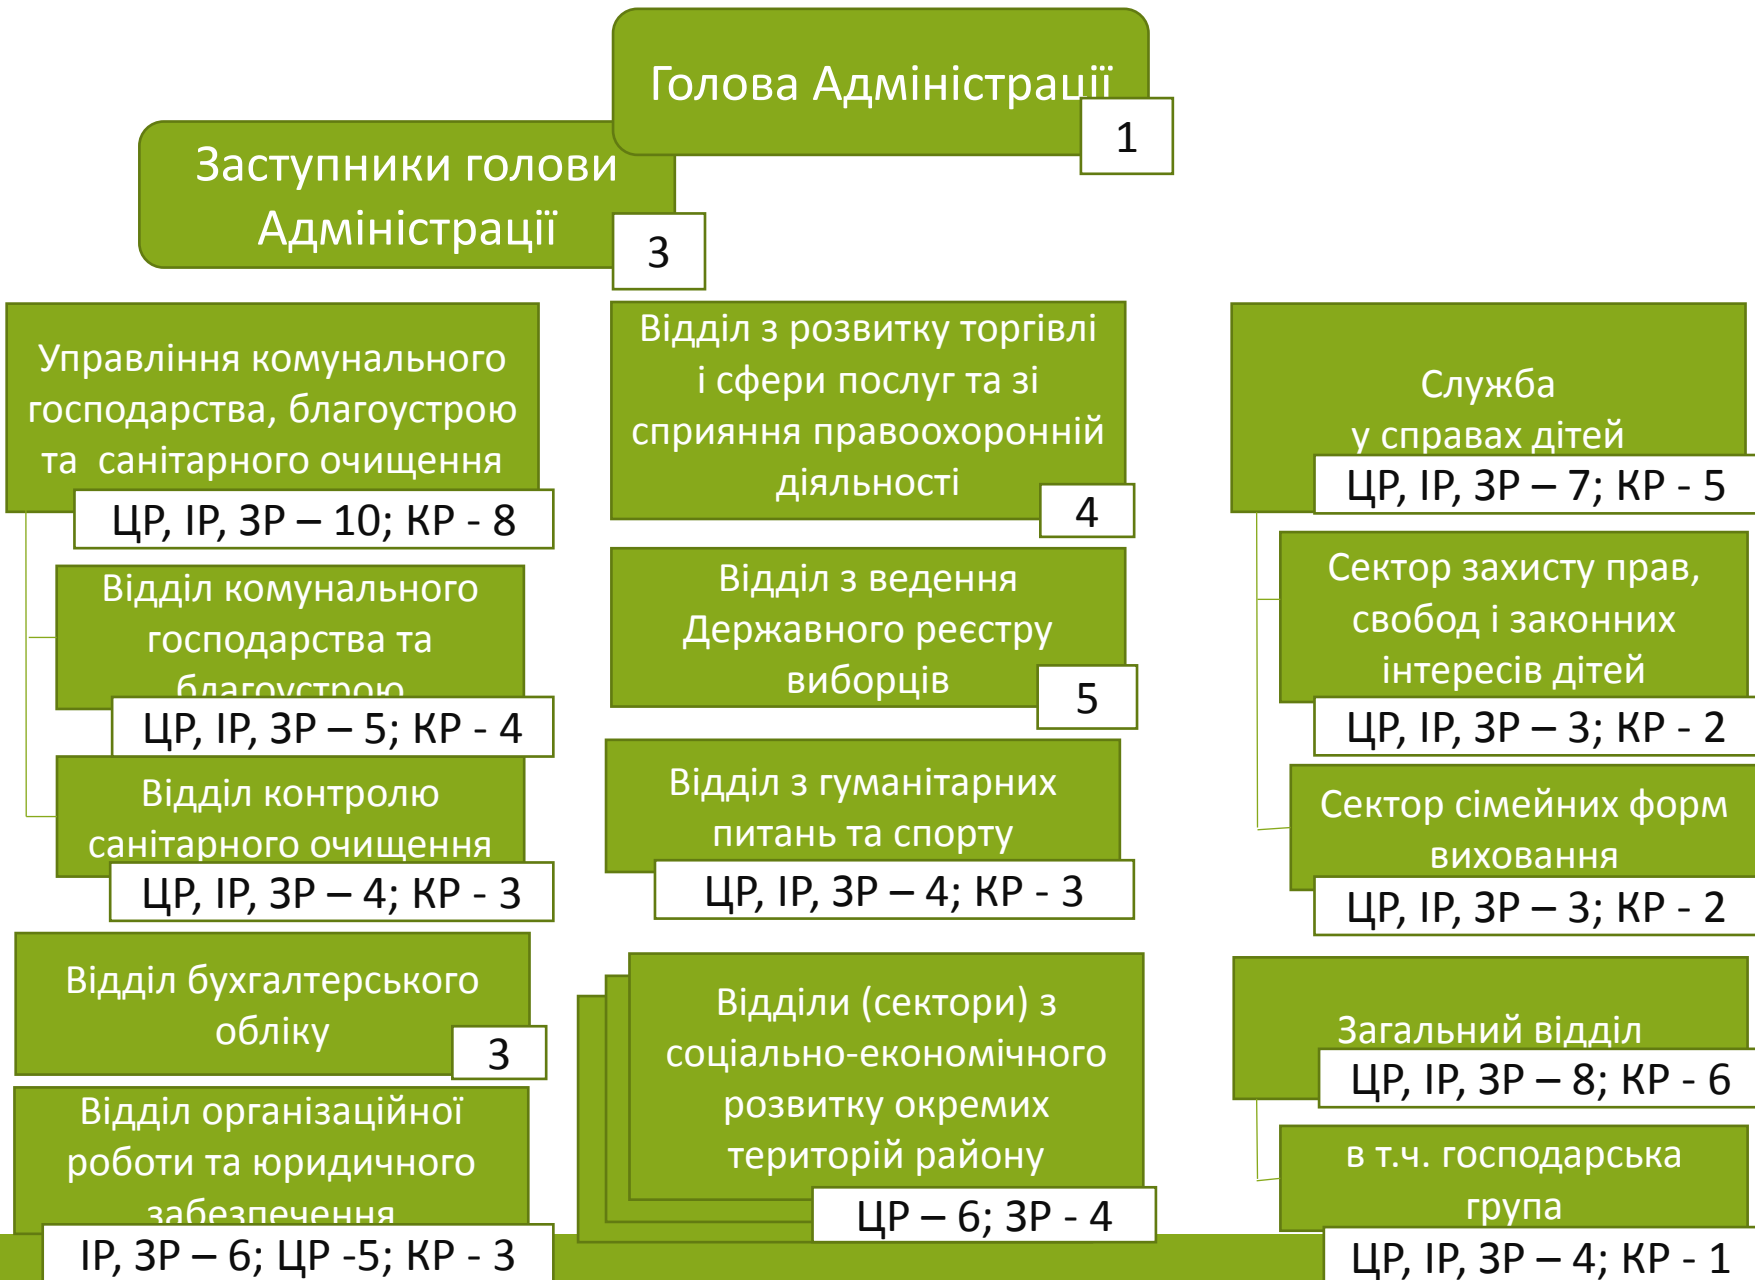 Голова Адміністрації
1
Заступники голови
Адміністрації
3
Управління комунального
господарства, благоустрою
та санітарного очищення
ЦР, ІР, ЗР – 10; КР - 8
Відділ комунального
господарства та
благоустрою
ЦР, ІР, ЗР – 5; КР - 4
Відділ контролю
санітарного очищення
ЦР, ІР, ЗР – 4; КР - 3
Відділ бухгалтерського
обліку
3
Відділ організаційної
роботи та юридичного
забезпечення
ІР, ЗР – 6; ЦР -5; КР - 3
Відділ з розвитку торгівлі
і сфери послуг та зі
сприяння правоохоронній
діяльності
4
Відділ з ведення
Державного реєстру
виборців
5
Відділ з гуманітарних
питань та спорту
ЦР, ІР, ЗР – 4; КР - 3
Відділи (сектори) з
соціально-економічного
розвитку окремих
територій району
ЦР – 6; ЗР - 4
Служба
у справах дітей
ЦР, ІР, ЗР – 7; КР - 5
Сектор захисту прав,
свобод і законних
інтересів дітей
ЦР, ІР, ЗР – 3; КР - 2
Сектор сімейних форм
виховання
ЦР, ІР, ЗР – 3; КР - 2
Загальний відділ
ЦР, ІР, ЗР – 8; КР - 6
в т.ч. господарська
група
ЦР, ІР, ЗР – 4; КР - 1